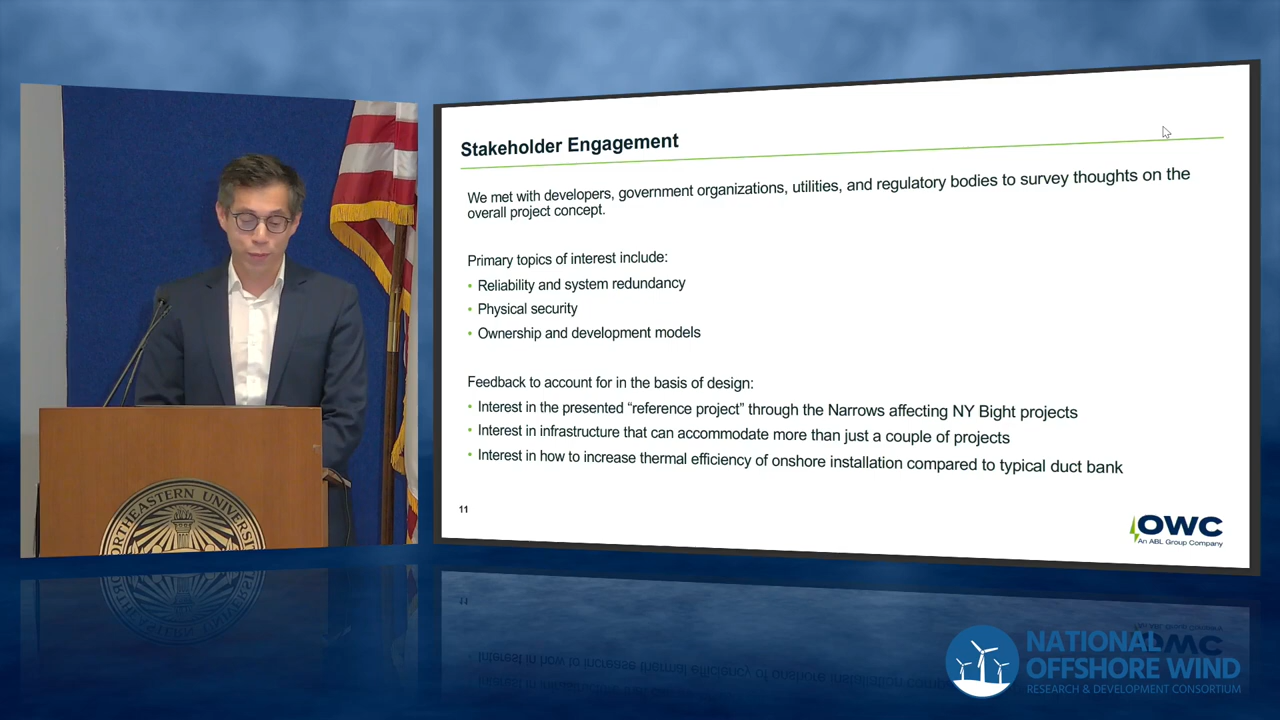 Stakeholder Engagement
We met with developers, government organizations, utilities, and regulatory bodies to survey thoughts on the
overall project concept.
Primary topics of interest include:
• Reliability and system redundancy
• Physical security
• Ownership and development models
Feedback to account for in the basis of design:
• Interest in the presented “reference project” through the Narrows affecting NY Bight projects
• Interest in infrastructure that can accommodate more than just a couple of projects
• Interest in how to increase thermal efficiency of onshore installation compared to typical duct bank
11
OWC
An ABL Group Company
NORTHEASTERN UNIVERSITY
NATIONAL
OFFSHORE WIND
RESEARCH & DEVELOPMENT CONSORTIUM